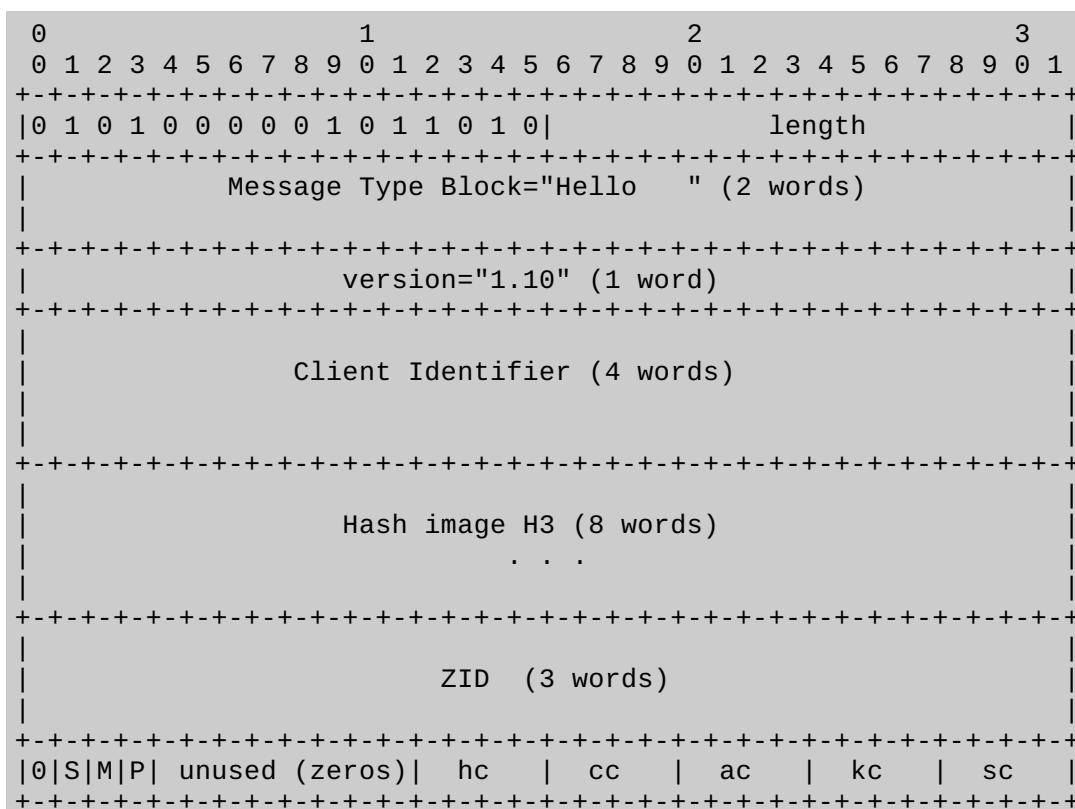 0                   1                   2                   3
 0 1 2 3 4 5 6 7 8 9 0 1 2 3 4 5 6 7 8 9 0 1 2 3 4 5 6 7 8 9 0 1
+-+-+-+-+-+-+-+-+-+-+-+-+-+-+-+-+-+-+-+-+-+-+-+-+-+-+-+-+-+-+-+-+
|0 1 0 1 0 0 0 0 0 1 0 1 1 0 1 0|             length            |
+-+-+-+-+-+-+-+-+-+-+-+-+-+-+-+-+-+-+-+-+-+-+-+-+-+-+-+-+-+-+-+-+
|            Message Type Block="Hello   " (2 words)            |
|                                                               |
+-+-+-+-+-+-+-+-+-+-+-+-+-+-+-+-+-+-+-+-+-+-+-+-+-+-+-+-+-+-+-+-+
|                   version="1.10" (1 word)                     |
+-+-+-+-+-+-+-+-+-+-+-+-+-+-+-+-+-+-+-+-+-+-+-+-+-+-+-+-+-+-+-+-+
|                                                               |
|                Client Identifier (4 words)                    |
|                                                               |
|                                                               |
+-+-+-+-+-+-+-+-+-+-+-+-+-+-+-+-+-+-+-+-+-+-+-+-+-+-+-+-+-+-+-+-+
|                                                               |
|                   Hash image H3 (8 words)                     |
|                             . . .                             |
|                                                               |
+-+-+-+-+-+-+-+-+-+-+-+-+-+-+-+-+-+-+-+-+-+-+-+-+-+-+-+-+-+-+-+-+
|                                                               |
|                         ZID  (3 words)                        |
|                                                               |
+-+-+-+-+-+-+-+-+-+-+-+-+-+-+-+-+-+-+-+-+-+-+-+-+-+-+-+-+-+-+-+-+
|0|S|M|P| unused (zeros)|  hc   |  cc   |  ac   |  kc   |  sc   |
+-+-+-+-+-+-+-+-+-+-+-+-+-+-+-+-+-+-+-+-+-+-+-+-+-+-+-+-+-+-+-+-+